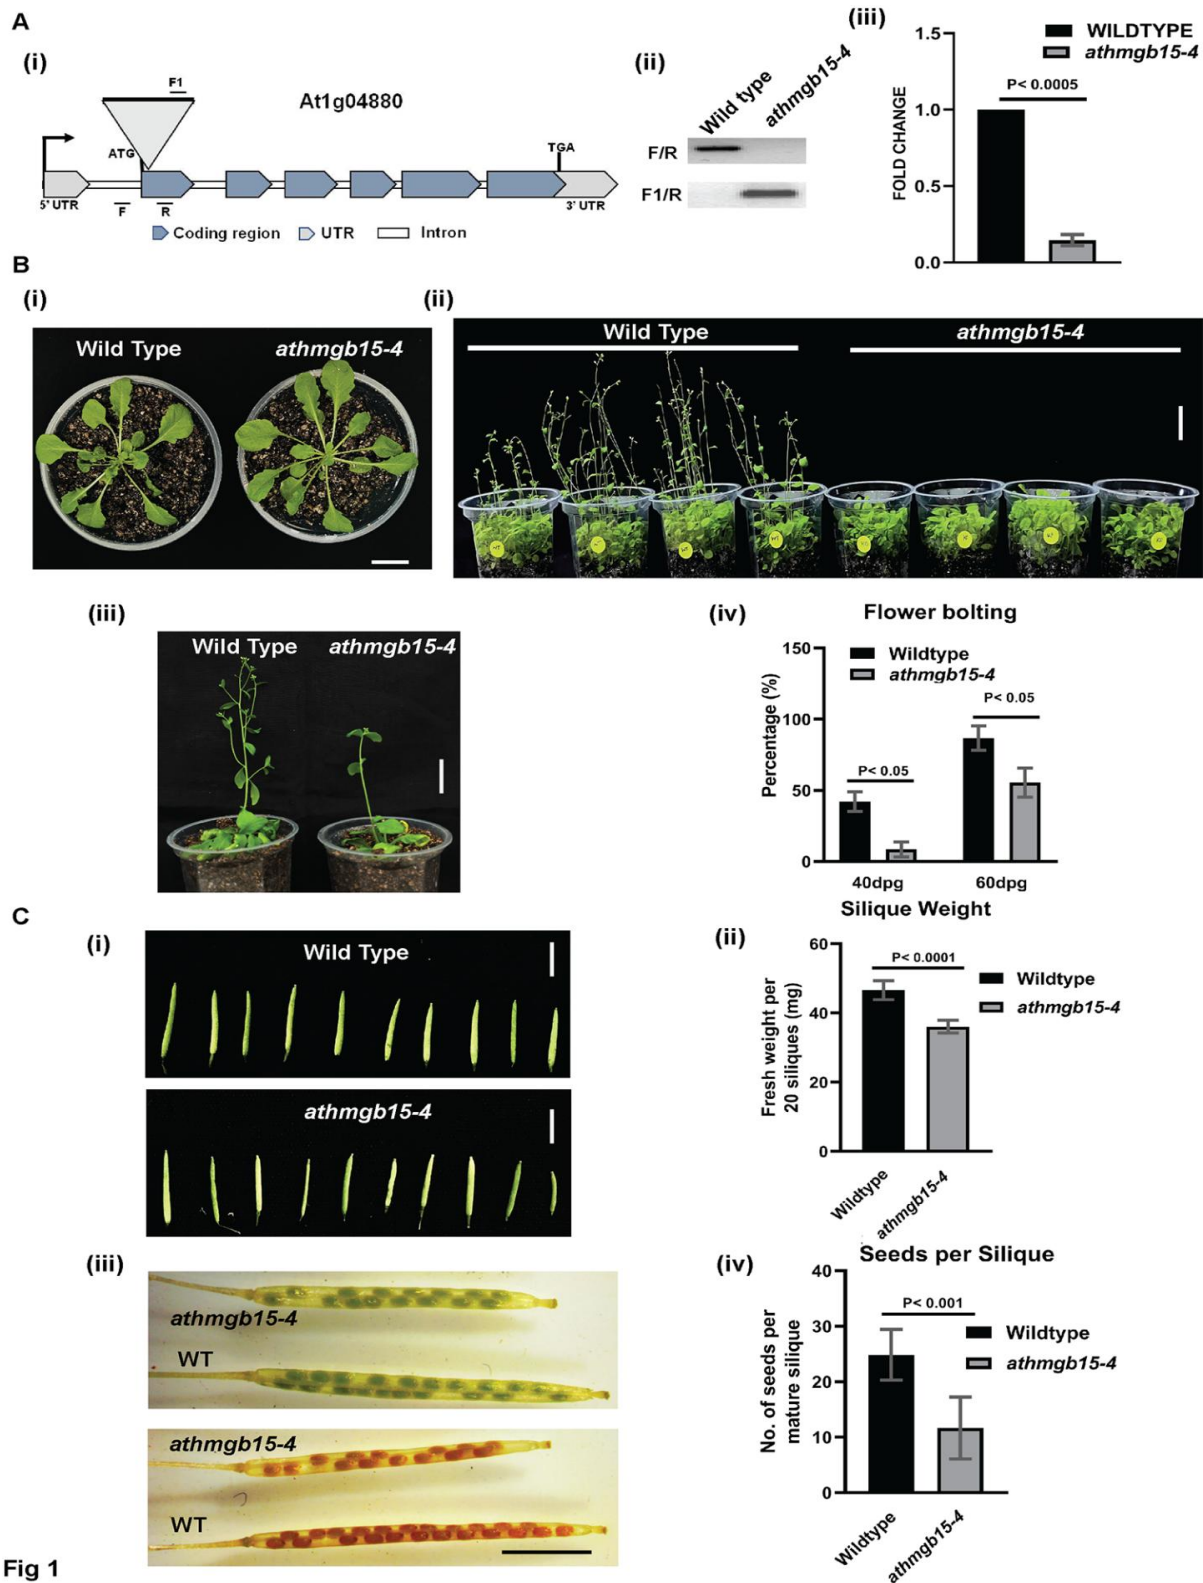 A
(i)
F1
At1g04880
ATG
TGA
5' UTR
F
R
3' UTR
Coding region
UTR
Intron
(ii)
Wild type
athmgb15-4
F/R
F1/R
(iii)
WILDTYPE
athmgb15-4
P< 0.0005
FOLD CHANGE
1.5
1.0
0.5
0.0
B
(i)
Wild Type
athmgb15-4
(ii)
Wild Type
athmgb15-4
(iii)
Wild Type
athmgb15-4
(iv)
Flower bolting
Wildtype
athmgb15-4
P< 0.05
P< 0.05
Percentage (%)
150
100
50
0
40dpg
60dpg
C
(i)
Wild Type
athmgb15-4
(ii)
Silique Weight
P< 0.0001
Wildtype
athmgb15-4
Fresh weight per
20 siliques (mg)
60
40
20
0
Wildtype
athmgb15-4
(iii)
athmgb15-4
WT
athmgb15-4
WT
(iv)
Seeds per Silique
P< 0.001
Wildtype
athmgb15-4
No. of seeds per
mature silique
40
30
20
10
0
Wildtype
athmgb15-4
Fig 1